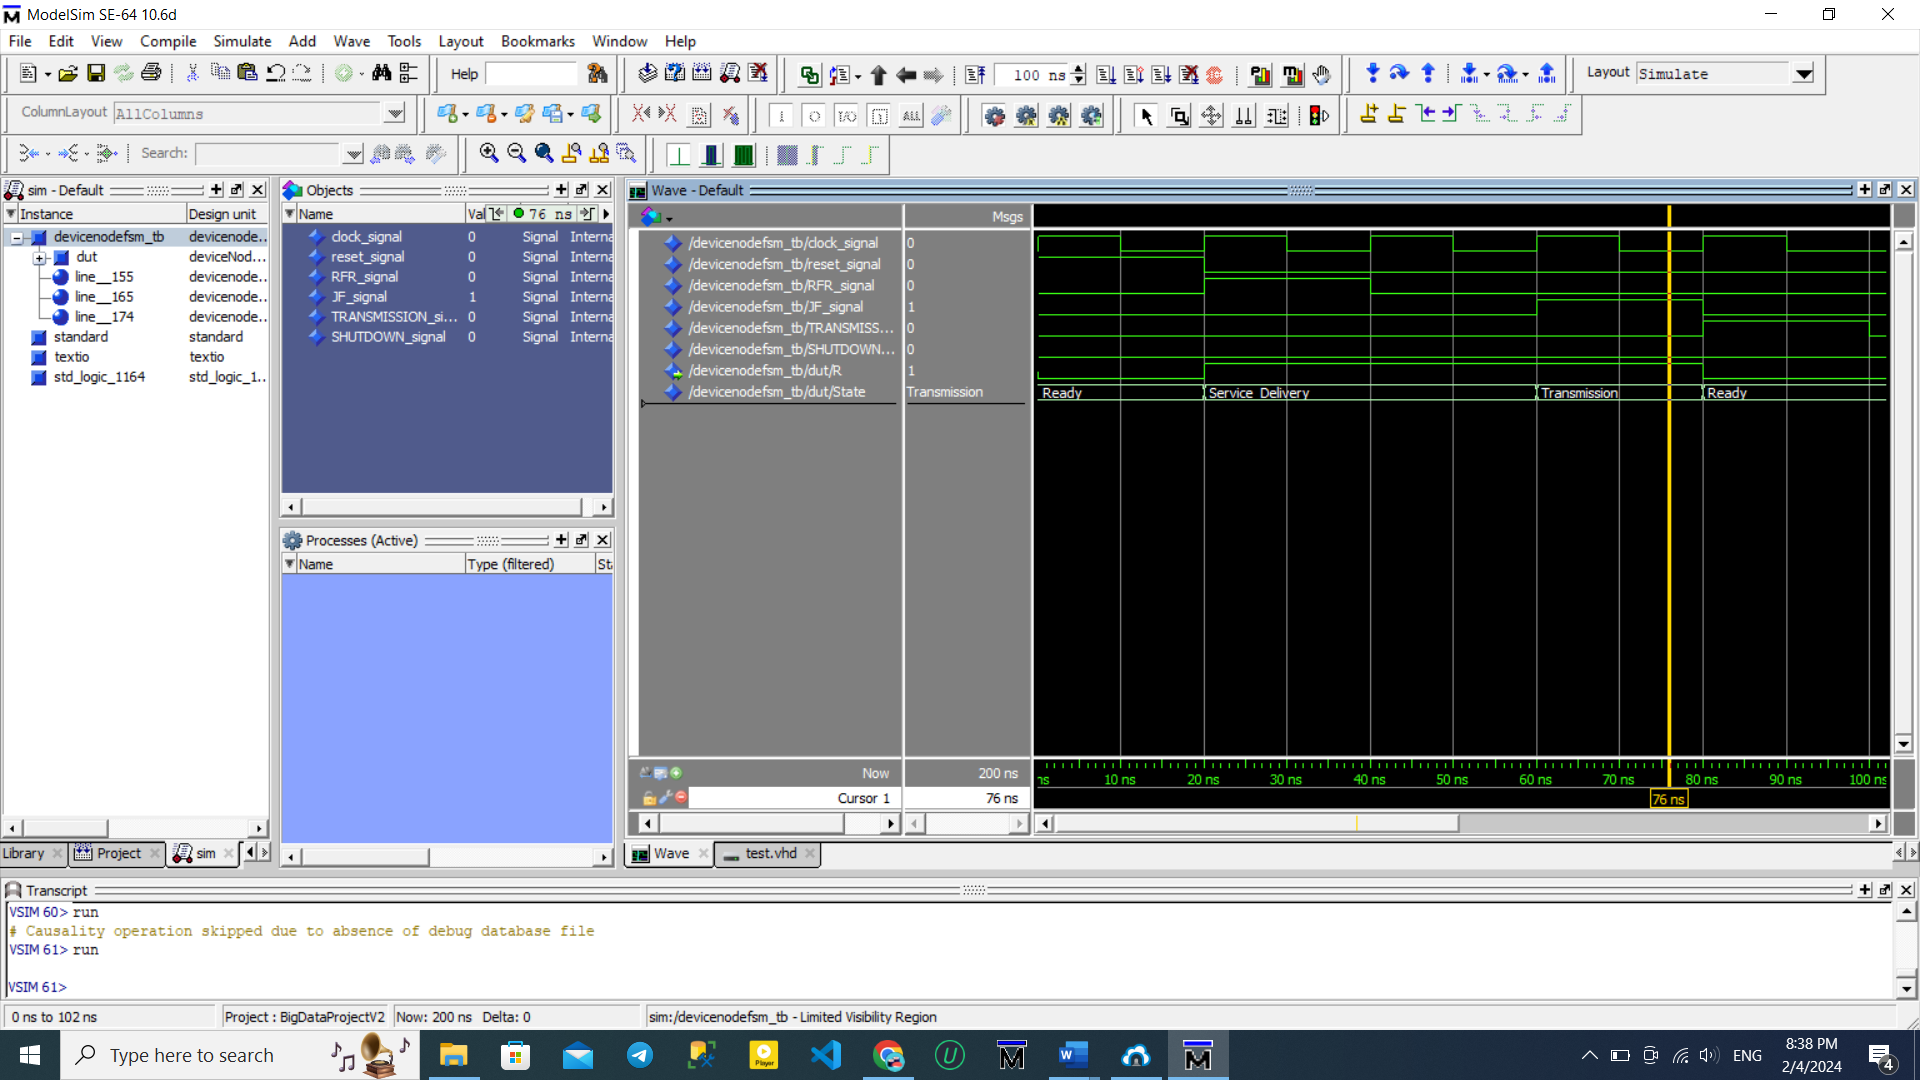 ModelSim SE-64 10.6d
File Edit View Compile Simulate Add Wave Tools Layout Bookmarks Window Help
Help 100 ns Layout Simulate
ColumnLayout AllColumns
Search:
sim - Default
Instance Design unit
devicenodefsm_tb devicenode...
dut deviceNod...
line__155 devicenode...
line__165 devicenode...
line__174 devicenode...
standard standard
textio textio
std_logic_1164 std_logic_1...
Objects
Name Val 76 ns
clock_signal 0 Signal Interna
reset_signal 0 Signal Interna
RFR_signal 0 Signal Interna
JF_signal 1 Signal Interna
TRANSMISSION_si... 0 Signal Interna
SHUTDOWN_signal 0 Signal Interna
Processes (Active)
Name Type (filtered) Sta
Wave - Default
Msgs
/devicenodefsm_tb/clock_signal 0
/devicenodefsm_tb/reset_signal 0
/devicenodefsm_tb/RFR_signal 0
/devicenodefsm_tb/JF_signal 1
/devicenodefsm_tb/TRANSMISS... 0
/devicenodefsm_tb/SHUTDOWN... 0
/devicenodefsm_tb/dut/R 1
/devicenodefsm_tb/dut/State Transmission
Ready Service_Delivery Transmission Ready
Now 200 ns
ns 10 ns 20 ns 30 ns 40 ns 50 ns 60 ns 70 ns 80 ns 90 ns 100 ns
Cursor 1 76 ns
76 ns
Library Project sim
Wave test.vhd
Transcript
VSIM 60> run
# Causality operation skipped due to absence of debug database file
VSIM 61> run
VSIM 61>
0 ns to 102 ns Project : BigDataProjectV2 Now: 200 ns Delta: 0 sim:/devicenodefsm_tb - Limited Visibility Region
Type here to search
ENG
8:38 PM
2/4/2024
4